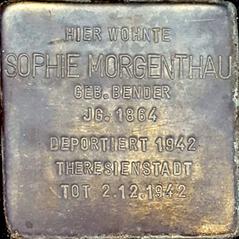 HIER WOHNTE
SOPHIE MORGENTHAU
GEB. BENDER
JG. 1864
DEPORTIERT 1942
THERESIENSTADT
TOT 2.12.1942